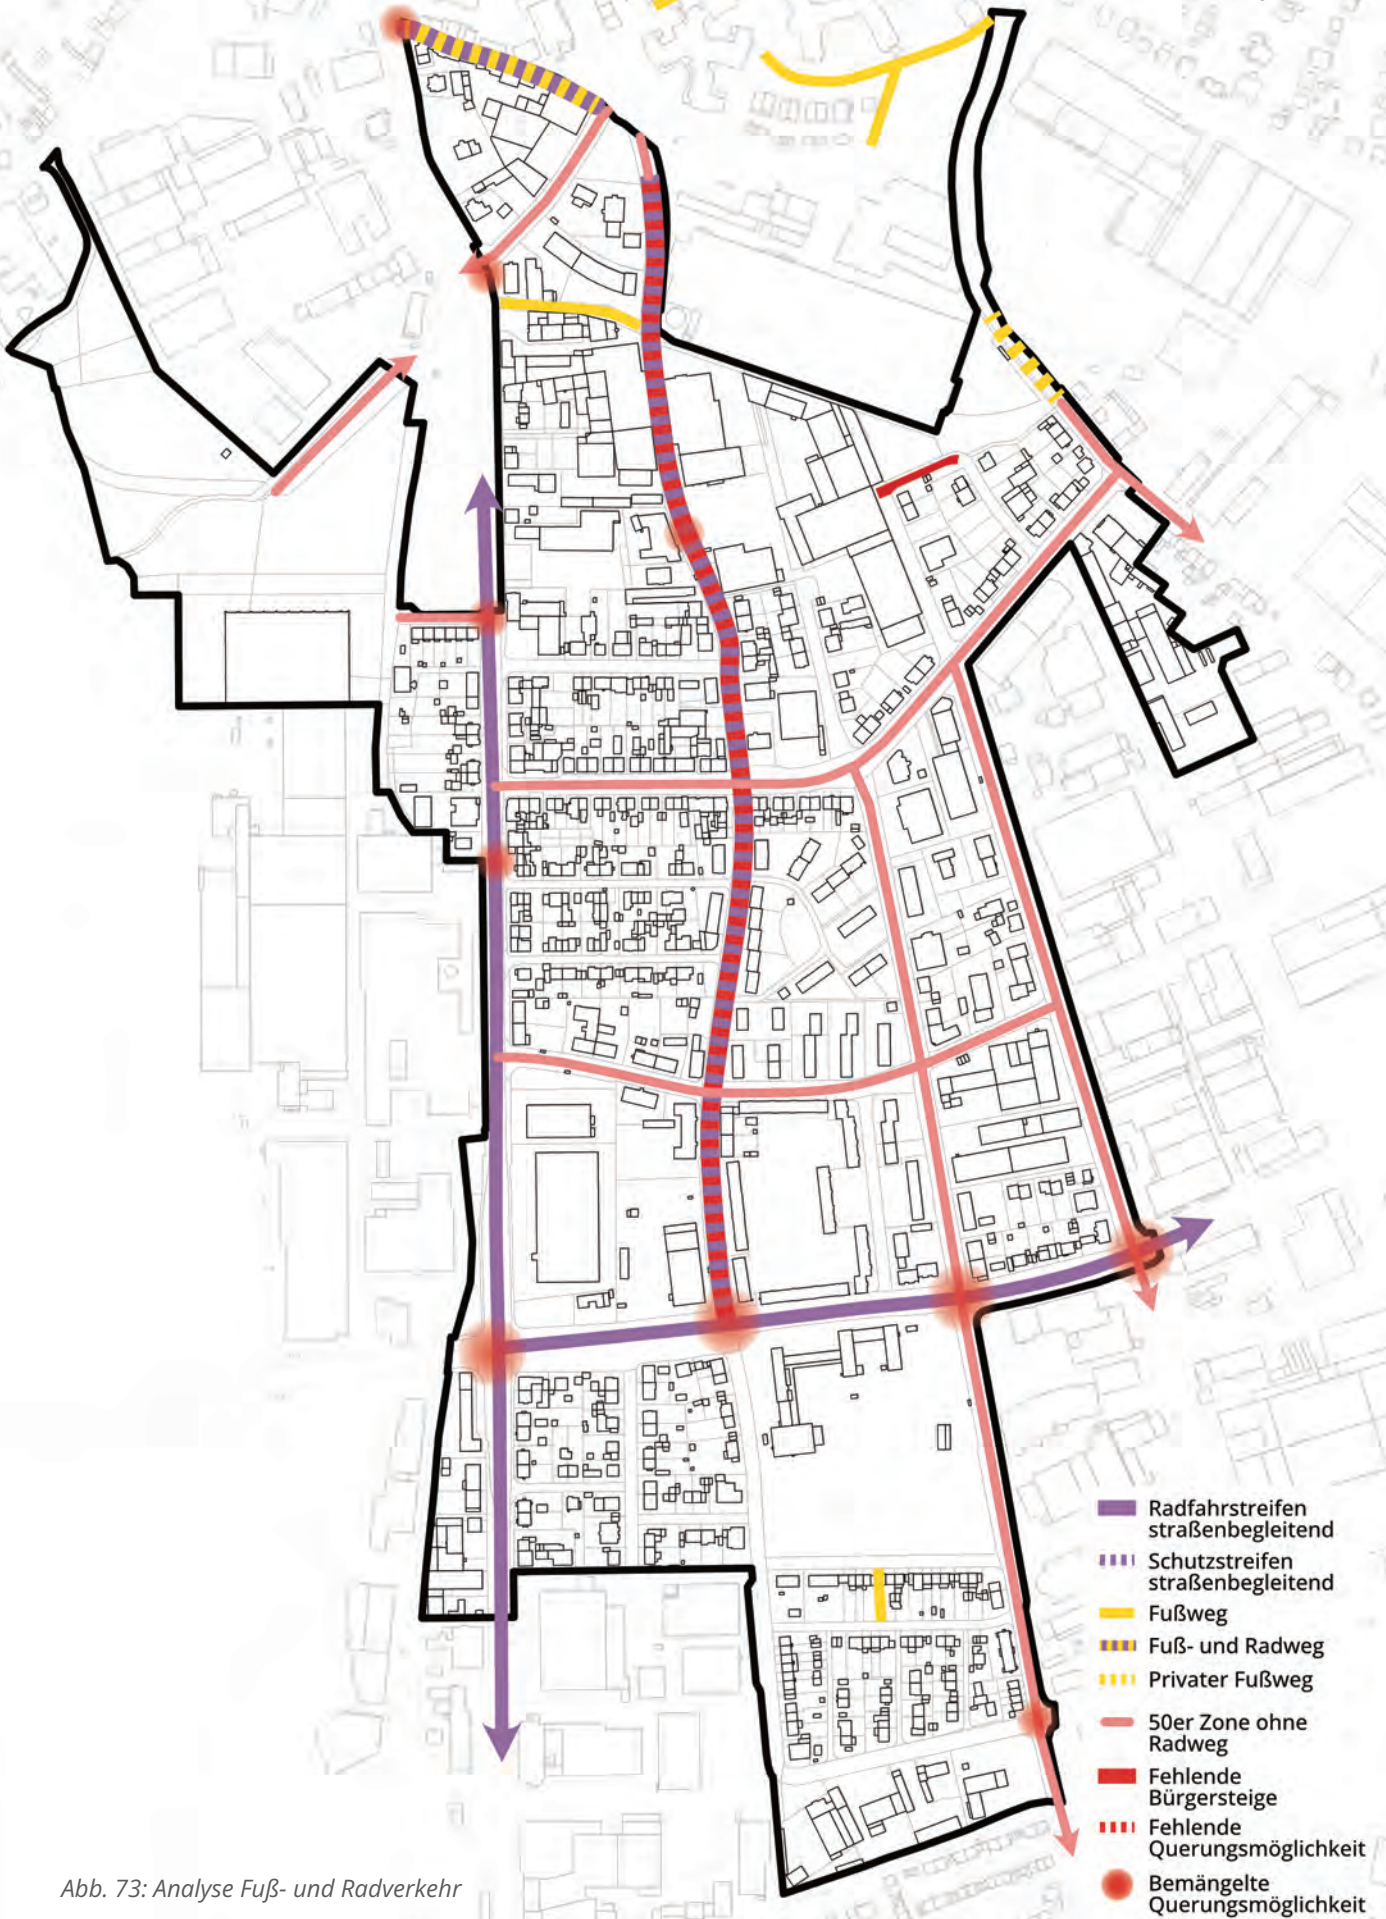 Radfahrstreifen
straßenbegleitend
Schutzstreifen
straßenbegleitend
Fußweg
Fuß- und Radweg
Privater Fußweg
50er Zone ohne
Radweg
Fehlende
Bürgersteige
Fehlende
Querungsmöglichkeit
Bemängelte
Querungsmöglichkeit
Abb. 73: Analyse Fuß- und Radverkehr